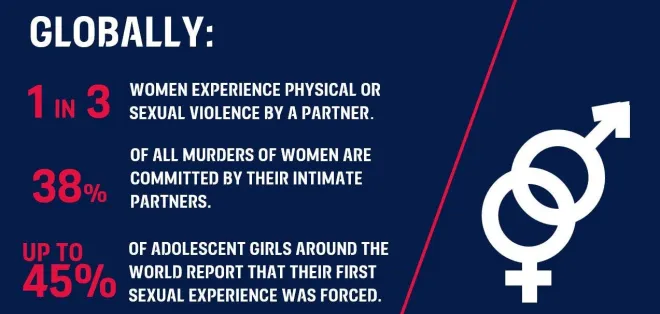 GLOBALLY:
1 IN 3
WOMEN EXPERIENCE PHYSICAL OR
SEXUAL VIOLENCE BY A PARTNER.
38%
OF ALL MURDERS OF WOMEN ARE
COMMITTED BY THEIR INTIMATE
PARTNERS.
UP TO
45%
OF ADOLESCENT GIRLS AROUND THE
WORLD REPORT THAT THEIR FIRST
SEXUAL EXPERIENCE WAS FORCED.